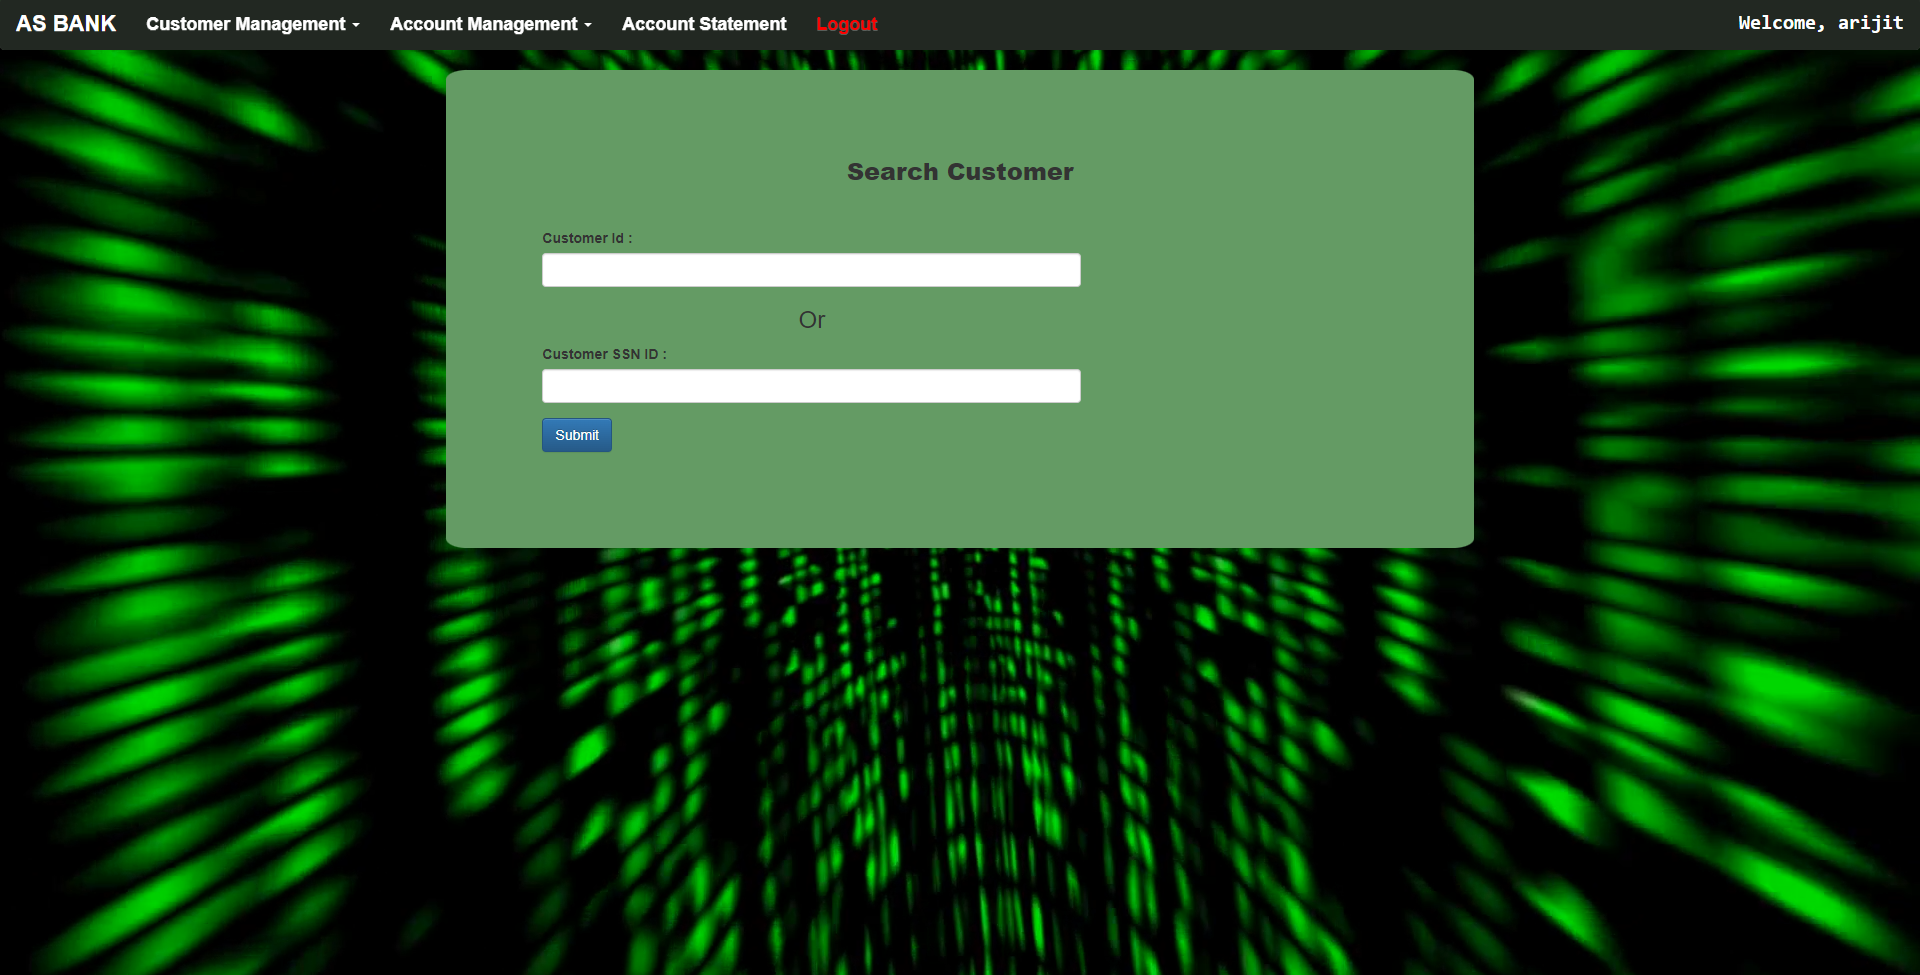 AS BANK Customer Management Account Management Account Statement Logout Welcome, arijit
Search Customer
Customer Id :
Or
Customer SSN ID :
Submit